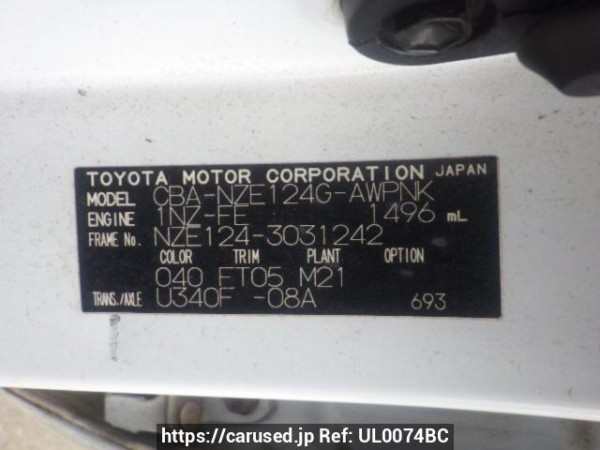 TOYOTA MOTOR CORPORATION JAPAN
MODEL CBA-NZE124G-AWPNK
ENGINE 1NZ-FE 1496 mL
FRAME No. NZE124-3031242
COLOR TRIM PLANT OPTION
040 FT05 M21
TRANS./AXLE U340F -08A 693
https://carused.jp Ref: UL0074BC